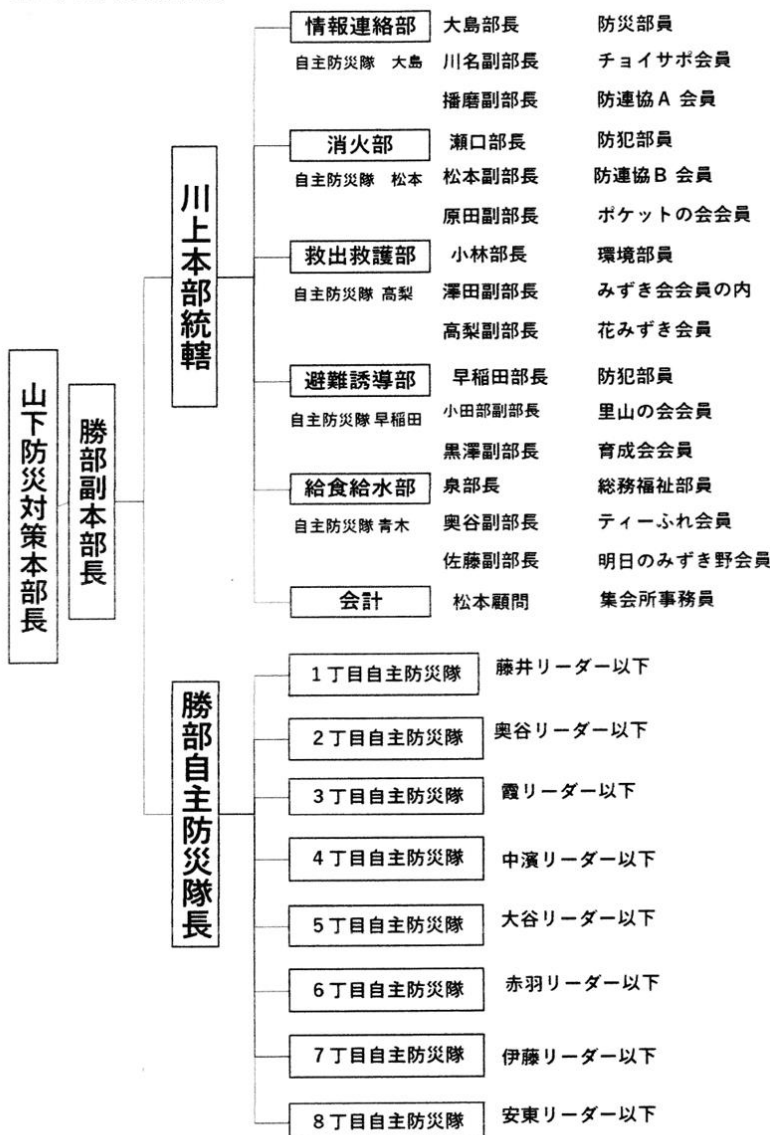 情報連絡部 大島部長 防災部員
自主防災隊 大島 川名副部長 チョイサポ会員
播磨副部長 防連協A 会員
消火部 瀬口部長 防犯部員
自主防災隊 松本 松本副部長 防連協B 会員
原田副部長 ポケットの会会員
川上本部統轄
救出救護部 小林部長 環境部員
自主防災隊 高梨 澤田副部長 みずき会会員の内
高梨副部長 花みずき会員
山下防災対策本部長
勝部副本部長
避難誘導部 早稲田部長 防犯部員
自主防災隊 早稲田 小田部副部長 里山の会会員
黒澤副部長 育成会会員
給食給水部 泉部長 総務福祉部員
自主防災隊 青木 奥谷副部長 ティーふれ会員
佐藤副部長 明日のみずき野会員
会計 松本顧問 集会所事務員
勝部自主防災隊長
1丁目自主防災隊 藤井リーダー以下
2丁目自主防災隊 奥谷リーダー以下
3丁目自主防災隊 霞リーダー以下
4丁目自主防災隊 中濱リーダー以下
5丁目自主防災隊 大谷リーダー以下
6丁目自主防災隊 赤羽リーダー以下
7丁目自主防災隊 伊藤リーダー以下
8丁目自主防災隊 安東リーダー以下